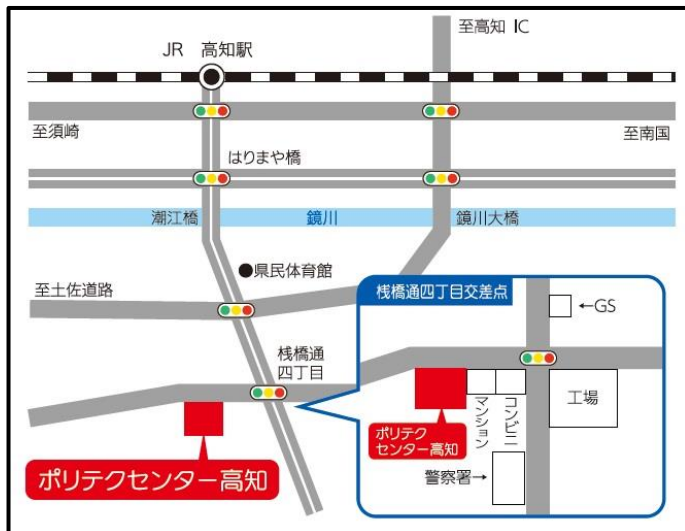 至高知 IC
JR 高知駅
至須崎
至南国
はりまや橋
潮江橋
鏡川
鏡川大橋
●県民体育館
至土佐道路
桟橋通四丁目交差点
←GS
桟橋通
四丁目
ポリテク
センター高知
マンション
コンビニ
工場
警察署→
ポリテクセンター高知